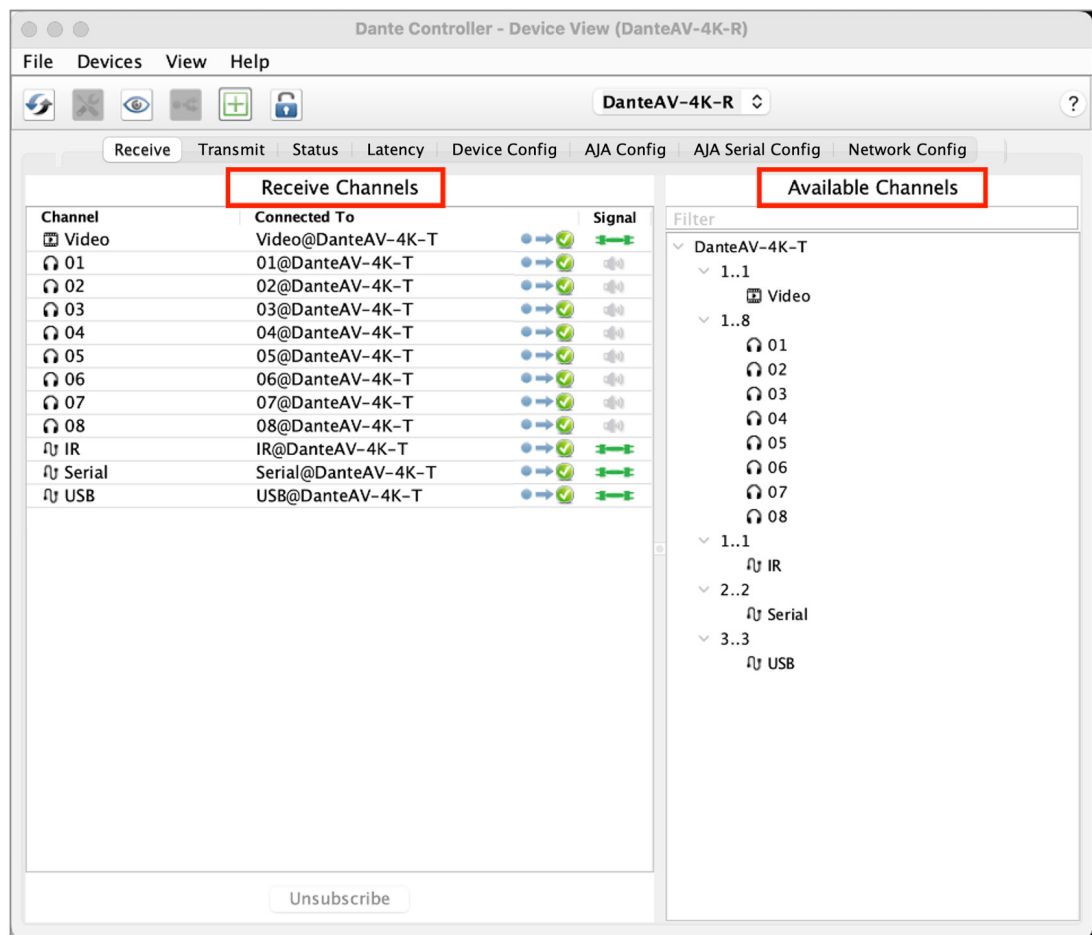 Dante Controller - Device View (DanteAV-4K-R)
File Devices View Help
DanteAV-4K-R
?
Receive Transmit Status Latency Device Config AJA Config AJA Serial Config Network Config
Receive Channels
Channel Connected To Signal
Video Video@DanteAV-4K-T
01 01@DanteAV-4K-T
02 02@DanteAV-4K-T
03 03@DanteAV-4K-T
04 04@DanteAV-4K-T
05 05@DanteAV-4K-T
06 06@DanteAV-4K-T
07 07@DanteAV-4K-T
08 08@DanteAV-4K-T
IR IR@DanteAV-4K-T
Serial Serial@DanteAV-4K-T
USB USB@DanteAV-4K-T
Unsubscribe
Available Channels
Filter
DanteAV-4K-T
1..1
Video
1..8
01
02
03
04
05
06
07
08
1..1
IR
2..2
Serial
3..3
USB